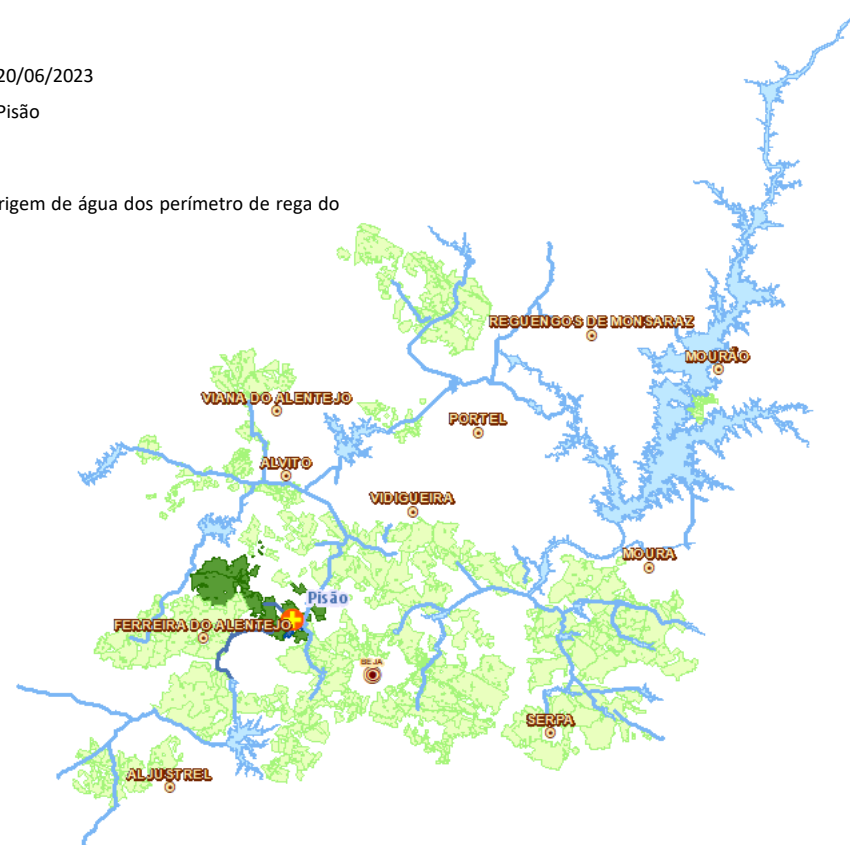 20/06/2023
Pisão
rigem de água dos perímetro de rega do
REGUENGOS DE MONSARAZ
MOURÃO
VIANA DO ALENTEJO
PORTEL
ALVITO
VIDIGUEIRA
MOURA
Pisão
FERREIRA DO ALENTEJO
BEJA
SERPA
ALJUSTREL